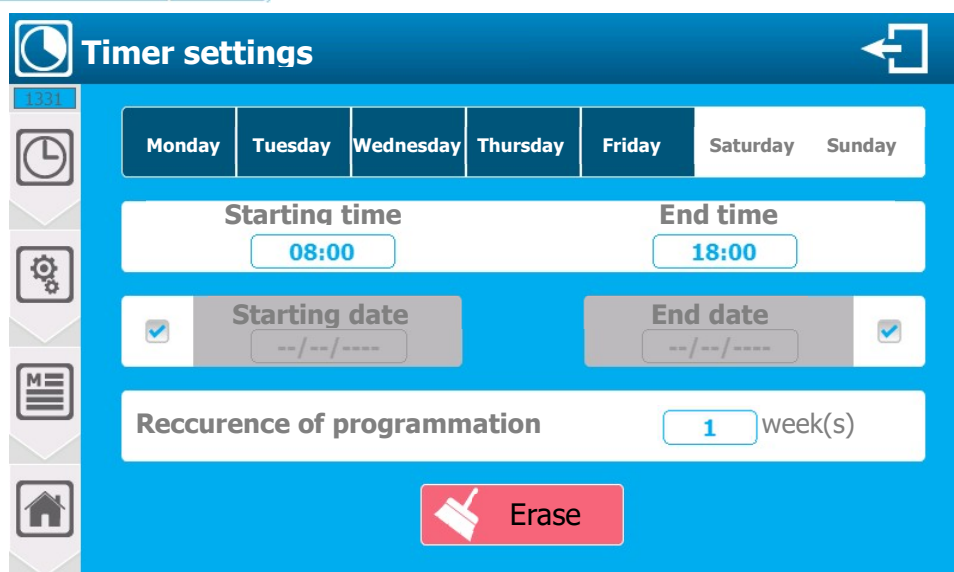 Timer settings
1331
Monday Tuesday Wednesday Thursday Friday Saturday Sunday
Starting time End time
08:00 18:00
Starting date End date
--/--/---- --/--/----
M
Reccurence of programmation 1 week(s)
Erase